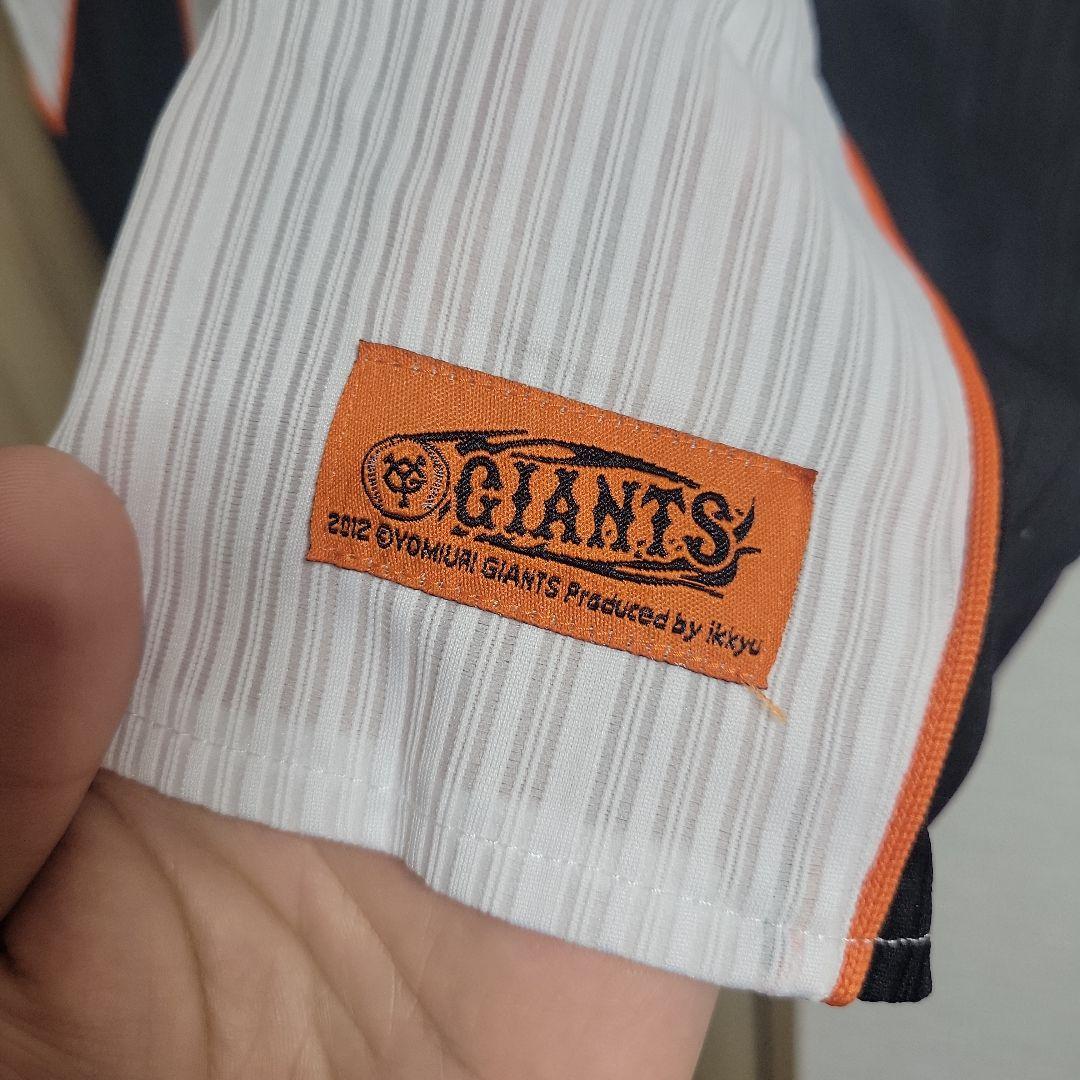 GIANTS
2012 ©YOMIURI GIANTS Produced by ikkyu